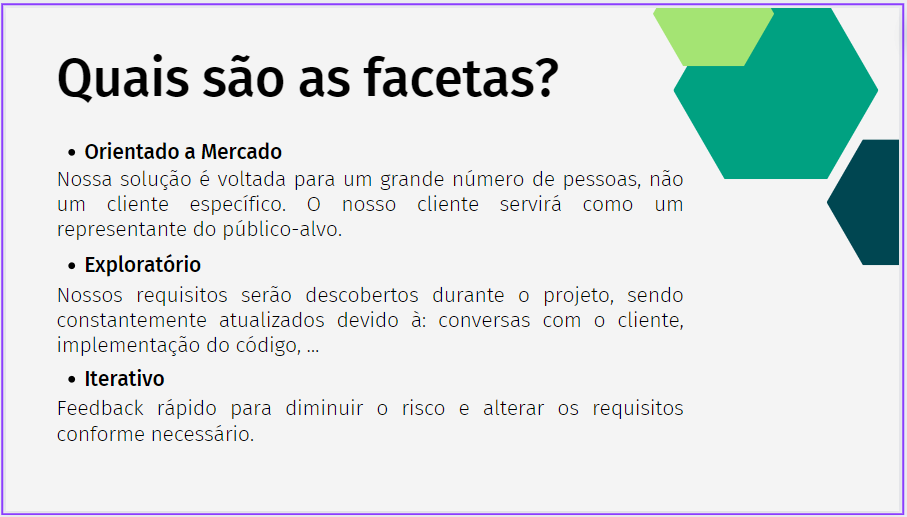 Quais são as facetas?
• Orientado a Mercado
Nossa solução é voltada para um grande número de pessoas, não
um cliente específico. O nosso cliente servirá como um
representante do público-alvo.
• Exploratório
Nossos requisitos serão descobertos durante o projeto, sendo
constantemente atualizados devido à: conversas com o cliente,
implementação do código, ...
• Iterativo
Feedback rápido para diminuir o risco e alterar os requisitos
conforme necessário.